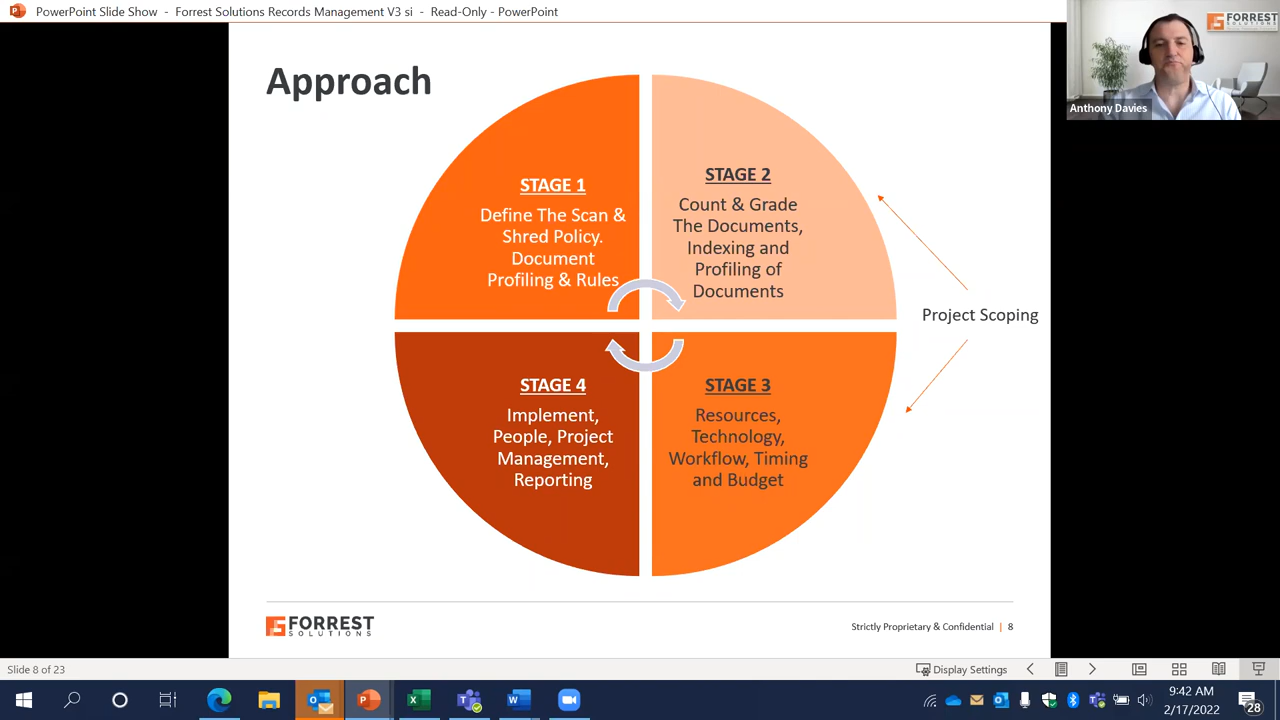 PowerPoint Slide Show - Forrest Solutions Records Management V3 si - Read-Only - PowerPoint
FORREST
SOLUTIONS
Anthony Davies
Approach
STAGE 1
Define The Scan &
Shred Policy.
Document
Profiling & Rules
STAGE 2
Count & Grade
The Documents,
Indexing and
Profiling of
Documents
Project Scoping
STAGE 4
Implement,
People, Project
Management,
Reporting
STAGE 3
Resources,
Technology,
Workflow, Timing
and Budget
FORREST
SOLUTIONS
Strictly Proprietary & Confidential | 8
Slide 8 of 23
Display Settings
9:42 AM
2/17/2022
28